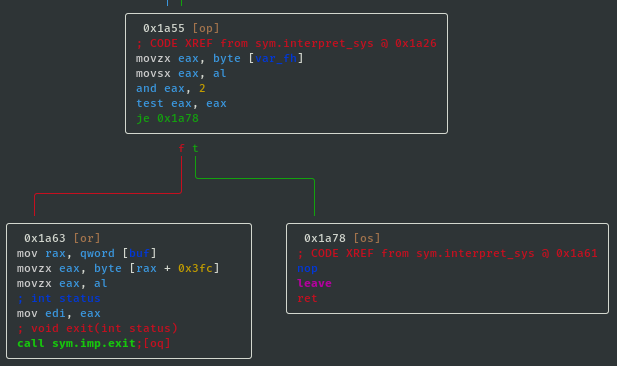 0x1a55 [op]
; CODE XREF from sym.interpret_sys @ 0x1a26
movzx eax, byte [var_fh]
movsx eax, al
and eax, 2
test eax, eax
je 0x1a78
f t
0x1a63 [or]
mov rax, qword [buf]
movzx eax, byte [rax + 0x3fc]
movzx eax, al
; int status
mov edi, eax
; void exit(int status)
call sym.imp.exit;[oq]
0x1a78 [os]
; CODE XREF from sym.interpret_sys @ 0x1a61
nop
leave
ret